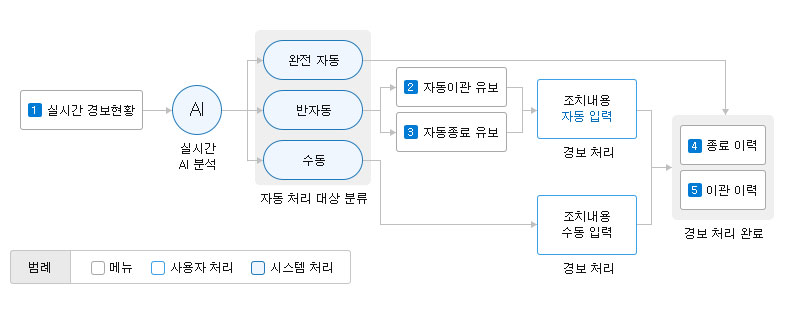 완전 자동
1 실시간 경보현황
AI
실시간
AI 분석
반자동
수동
자동 처리 대상 분류
2 자동이관 유보
3 자동종료 유보
조치내용
자동 입력
경보 처리
조치내용
수동 입력
경보 처리
4 종료 이력
5 이관 이력
경보 처리 완료
범례
메뉴
사용자 처리
시스템 처리